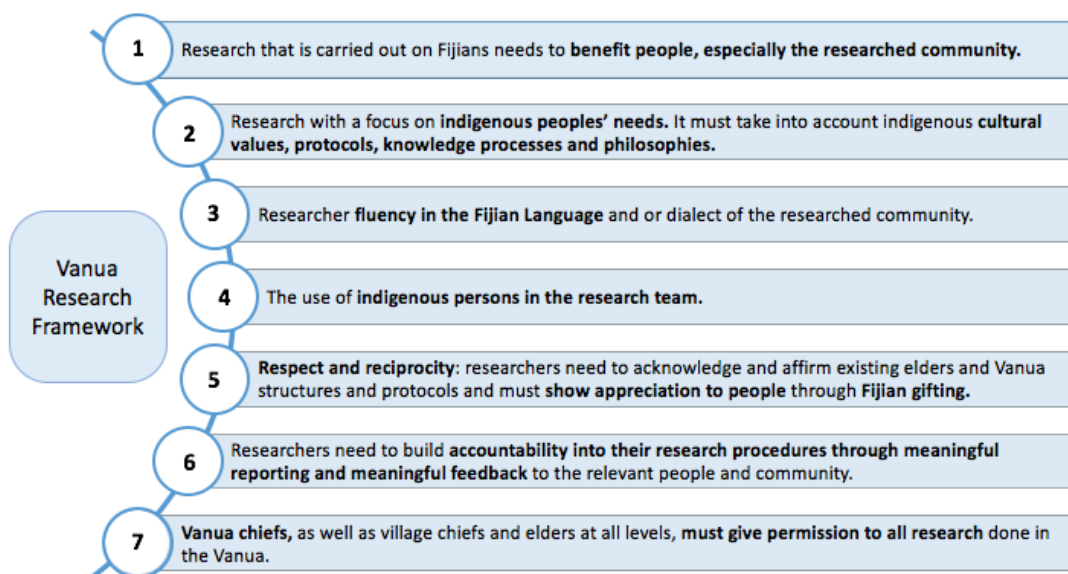 1
Research that is carried out on Fijians needs to benefit people, especially the researched community.
2
Research with a focus on indigenous peoples' needs. It must take into account indigenous cultural
values, protocols, knowledge processes and philosophies.
3
Researcher fluency in the Fijian Language and or dialect of the researched community.
Vanua
Research
Framework
4
The use of indigenous persons in the research team.
5
Respect and reciprocity: researchers need to acknowledge and affirm existing elders and Vanua
structures and protocols and must show appreciation to people through Fijian gifting.
6
Researchers need to build accountability into their research procedures through meaningful
reporting and meaningful feedback to the relevant people and community.
7
Vanua chiefs, as well as village chiefs and elders at all levels, must give permission to all research done in
the Vanua.